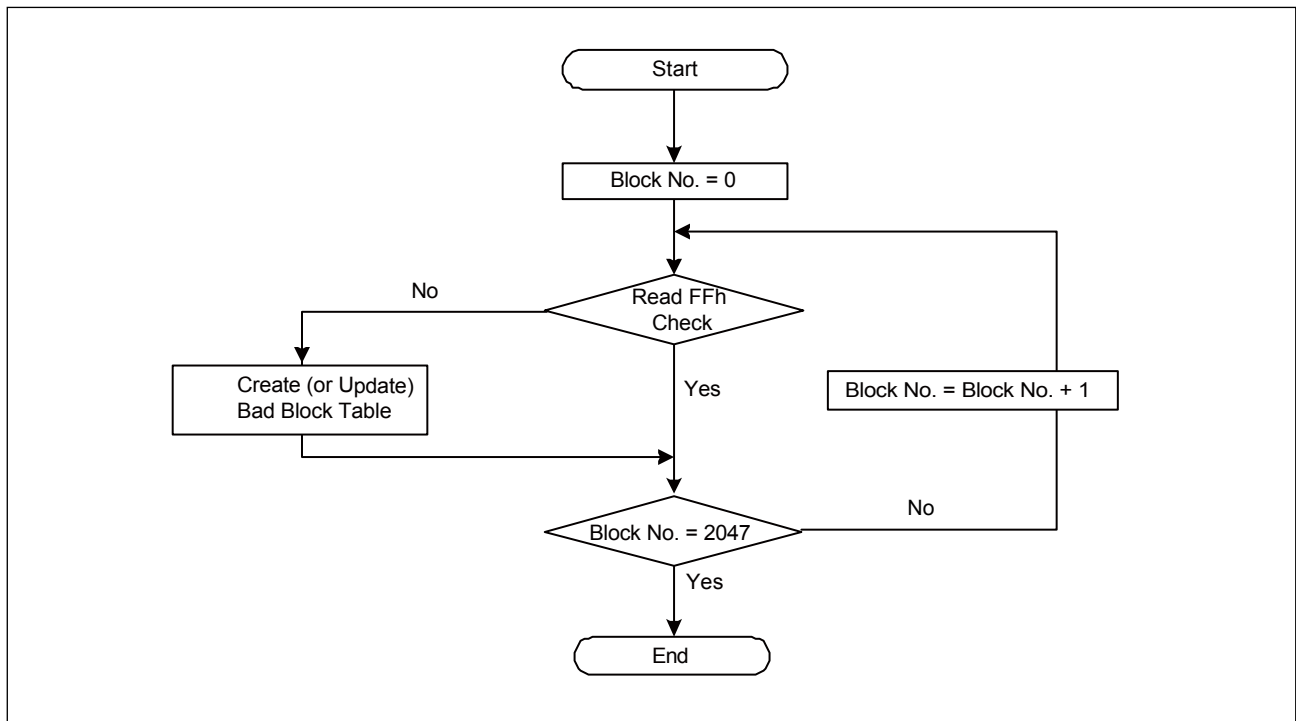 Start
Block No. = 0
No
Read FFh
Check
Create (or Update)
Bad Block Table
Yes
Block No. = Block No. + 1
No
Block No. = 2047
Yes
End